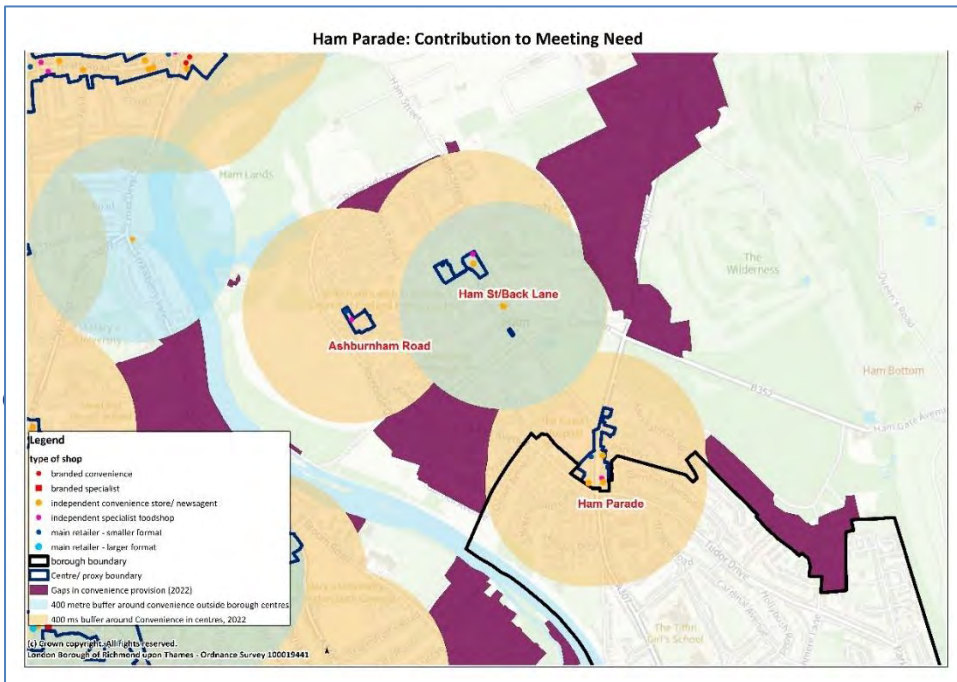 Ham Parade: Contribution to Meeting Need
Ham Street
Ham Lands
A307
The
Wilderness
Queen's Road
Ham St/Back Lane
Ashburnham Road
B352
Ham Bottom
Ham Gate Avenue
Ham Parade
Tudor Drive
A307
The Tiffin
Girl's School
Legend
type of shop
branded convenience
branded specialist
independent convenience store/ newsagent
independent specialist foodshop
main retailer - smaller format
main retailer - larger format
borough boundary
Centre/ proxy boundary
Gaps in convenience provision (2022)
400 metre buffer around convenience outside borough centres
400 ms buffer around Convenience in centres, 2022
(c) Crown copyright. All rights reserved.
London Borough of Richmond upon Thames - Ordnance Survey 100019441